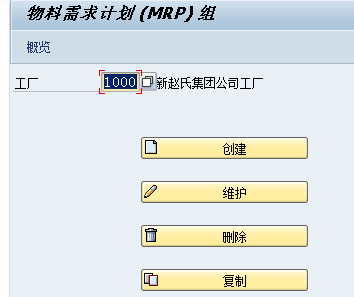 物料需求计划 (MRP) 组
概览
工厂 1000 新赵氏集团公司工厂
创建
维护
删除
复制